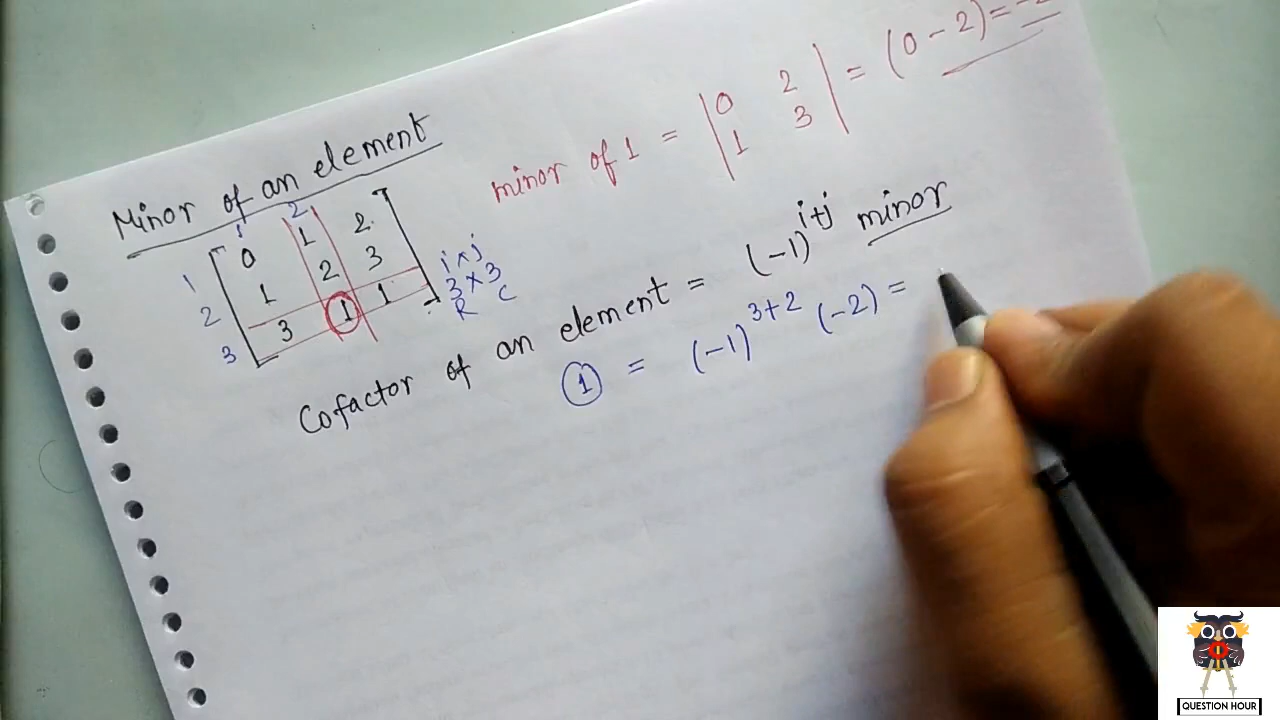 Minor of an element
1 2
1 0 1 2
2 1 2 3
3 3 1 1
i × j
3 × 3
R C
minor of 1 = | 0 2 | = (0 - 2) = -2
| 1 3 |
Cofactor of an element = (-1)^{i+j} minor
1 = (-1)^{3+2} (-2) =
QUESTION HOUR